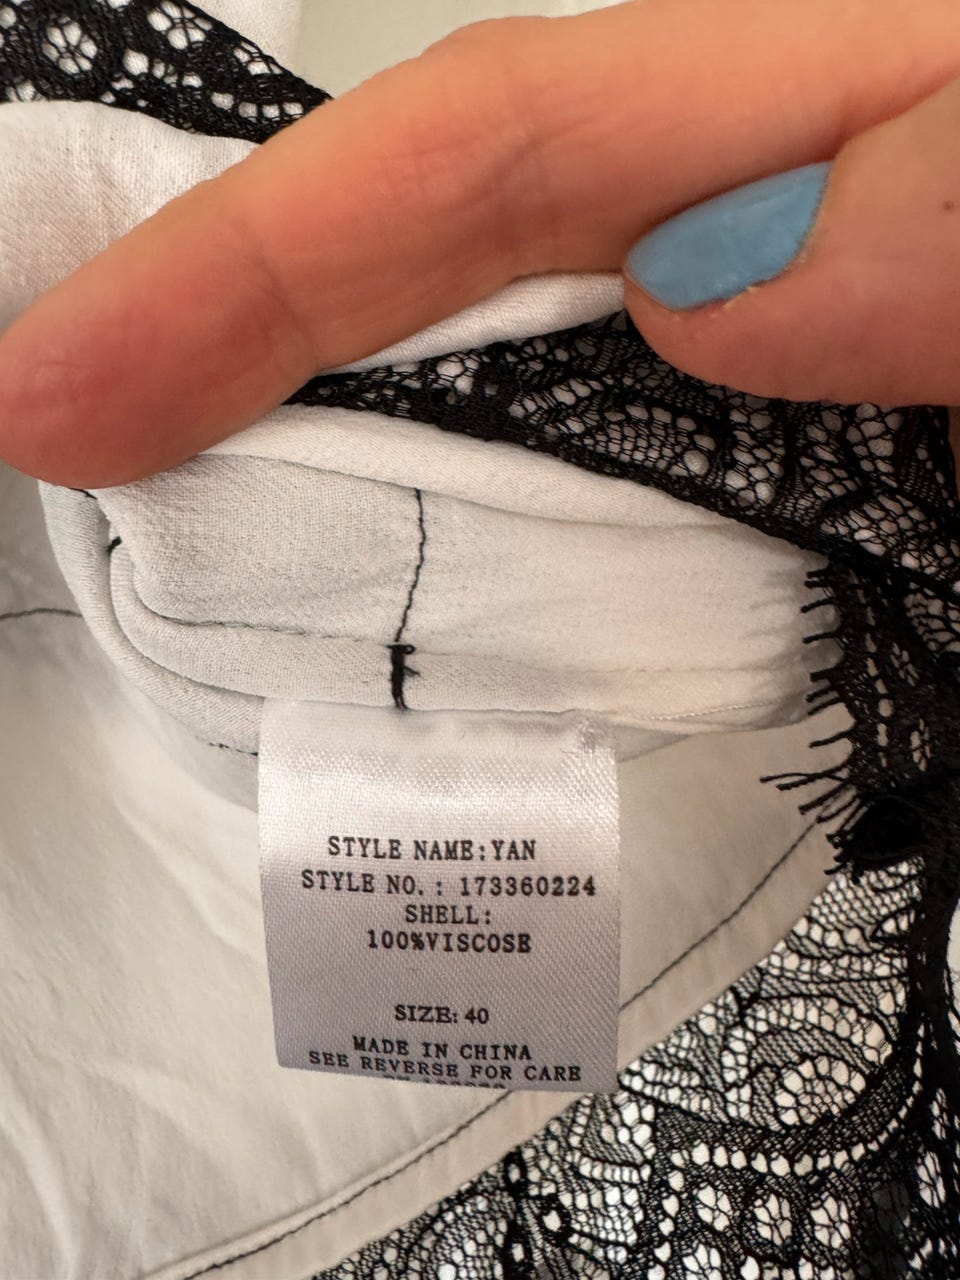 STYLE NAME:YAN
STYLE NO.: 173360224
SHELL:
100%VISCOSE
SIZE: 40
MADE IN CHINA
SEE REVERSE FOR CARE